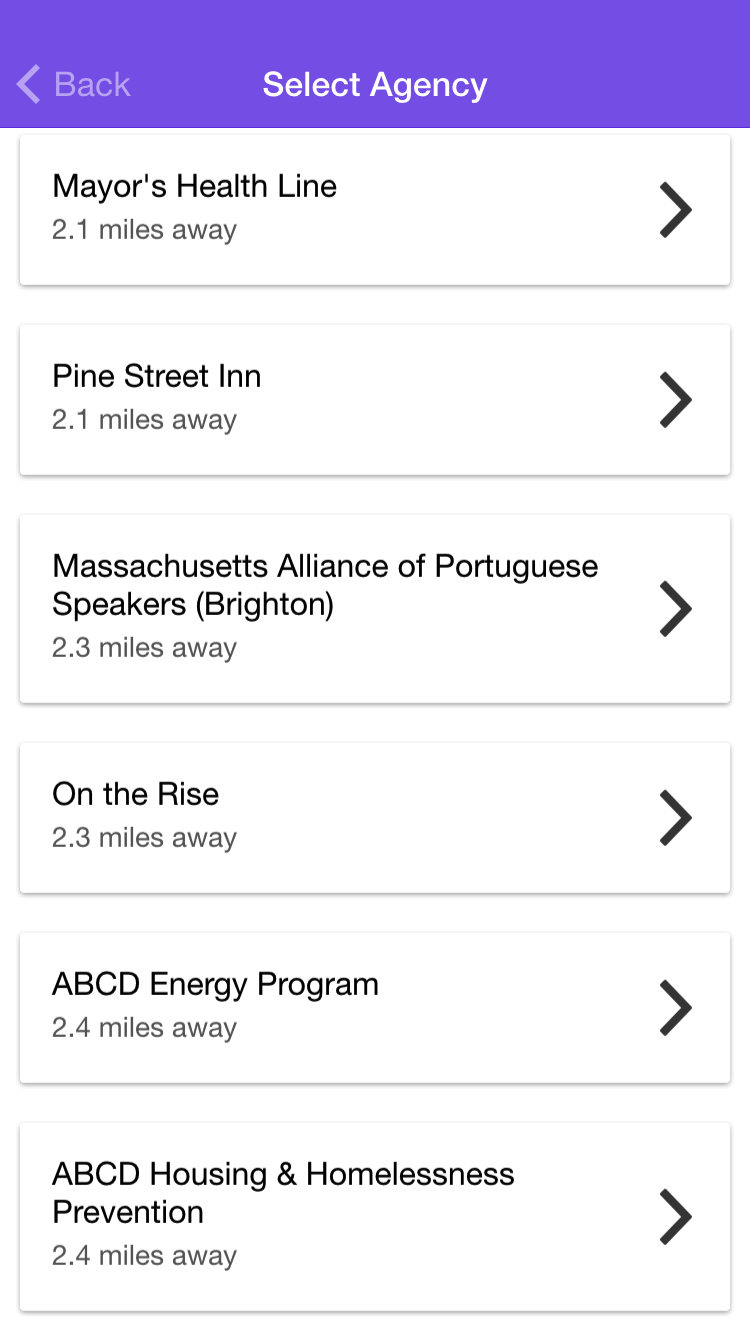 Back
Select Agency
Mayor's Health Line
2.1 miles away
Pine Street Inn
2.1 miles away
Massachusetts Alliance of Portuguese
Speakers (Brighton)
2.3 miles away
On the Rise
2.3 miles away
ABCD Energy Program
2.4 miles away
ABCD Housing & Homelessness
Prevention
2.4 miles away